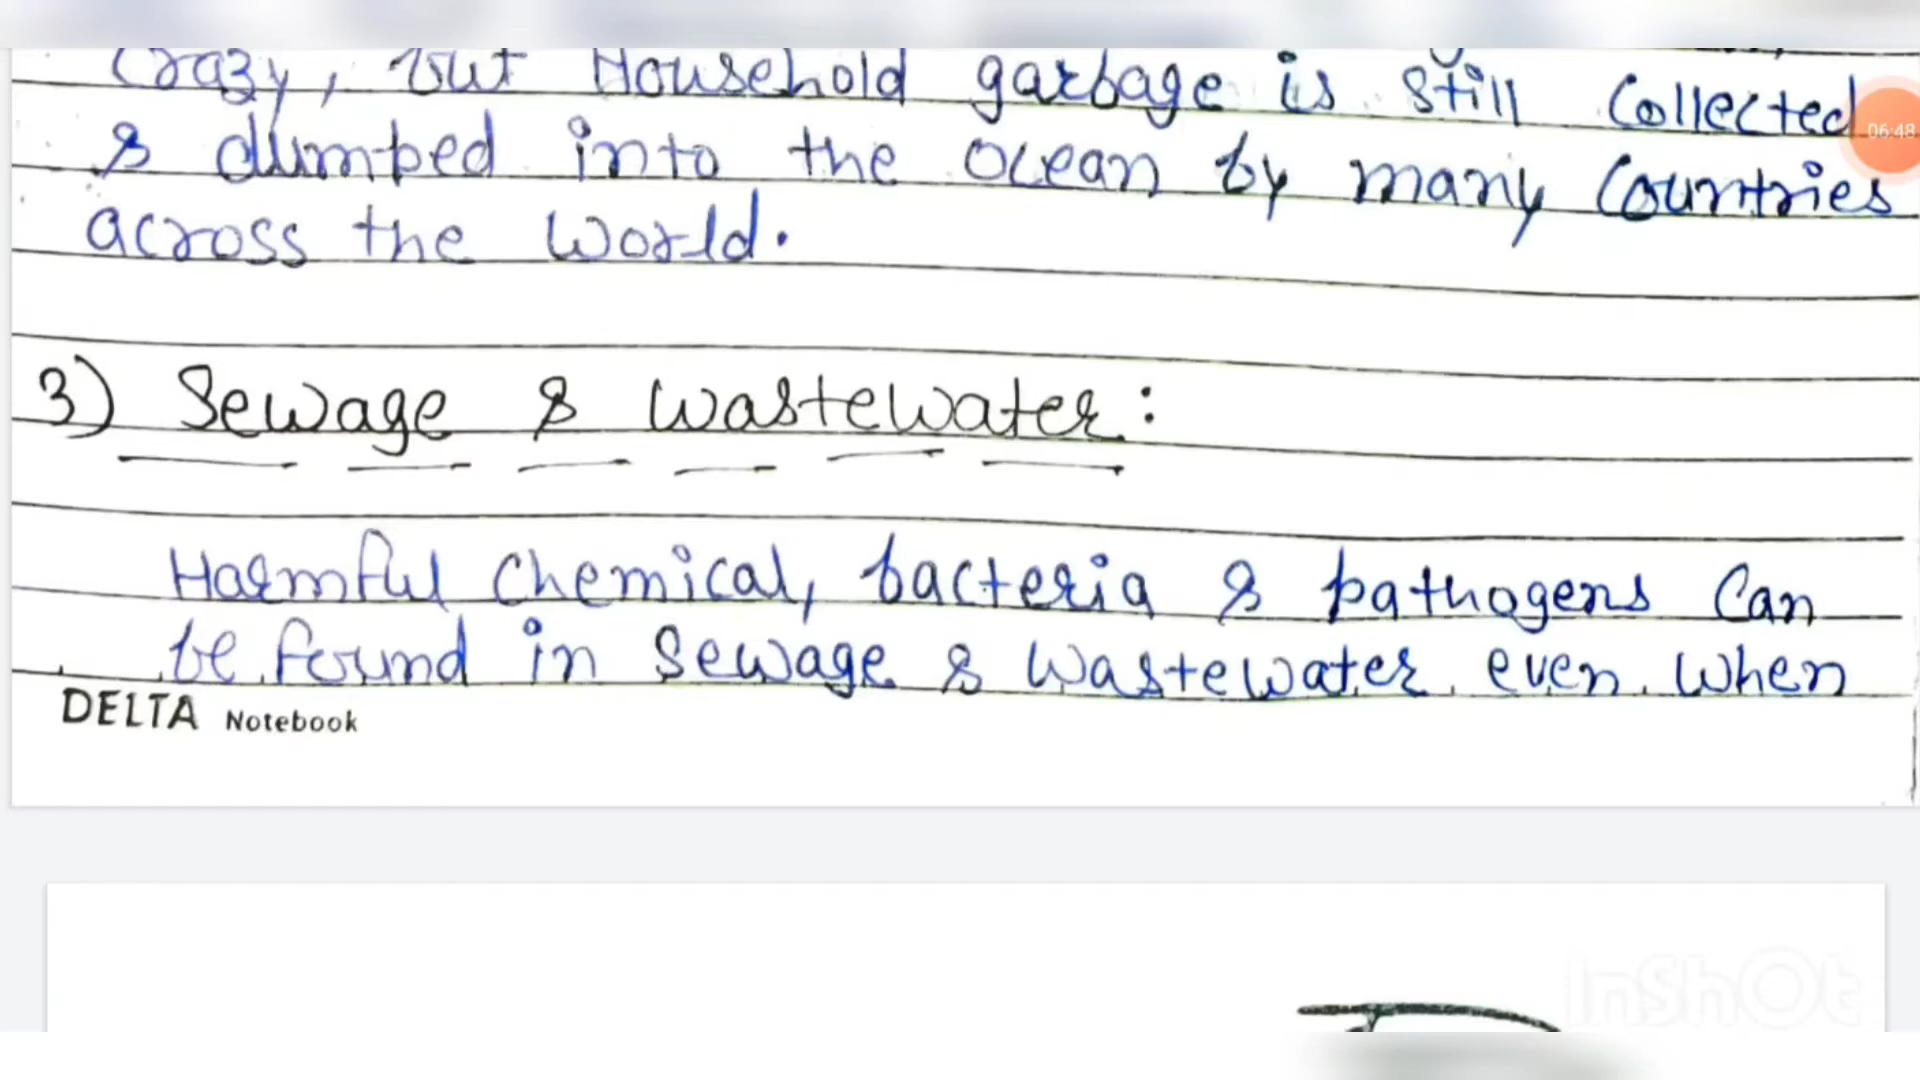 Crazy, but Household garbage is still Collected
06:48
& dumped into the Ocean by many Countries
across the World.
3) Sewage & wastewater:
Harmful Chemical, bacteria & pathogens Can
be found in Sewage & Wastewater even When
DELTA Notebook
InShOt